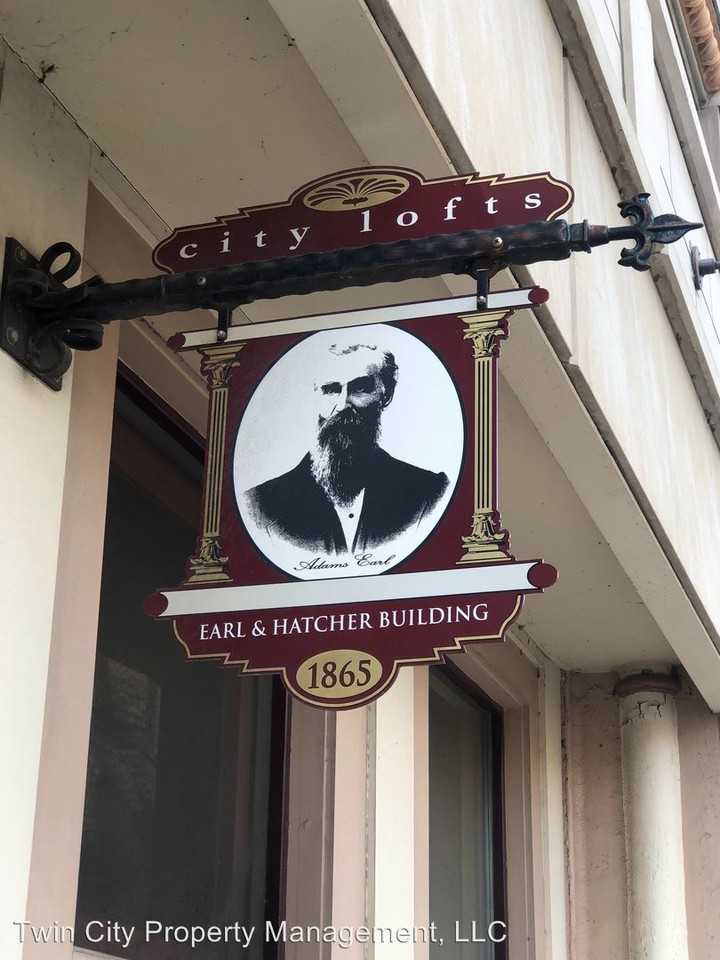 city lofts
Adams Earl
EARL & HATCHER BUILDING
1865
Twin City Property Management, LLC